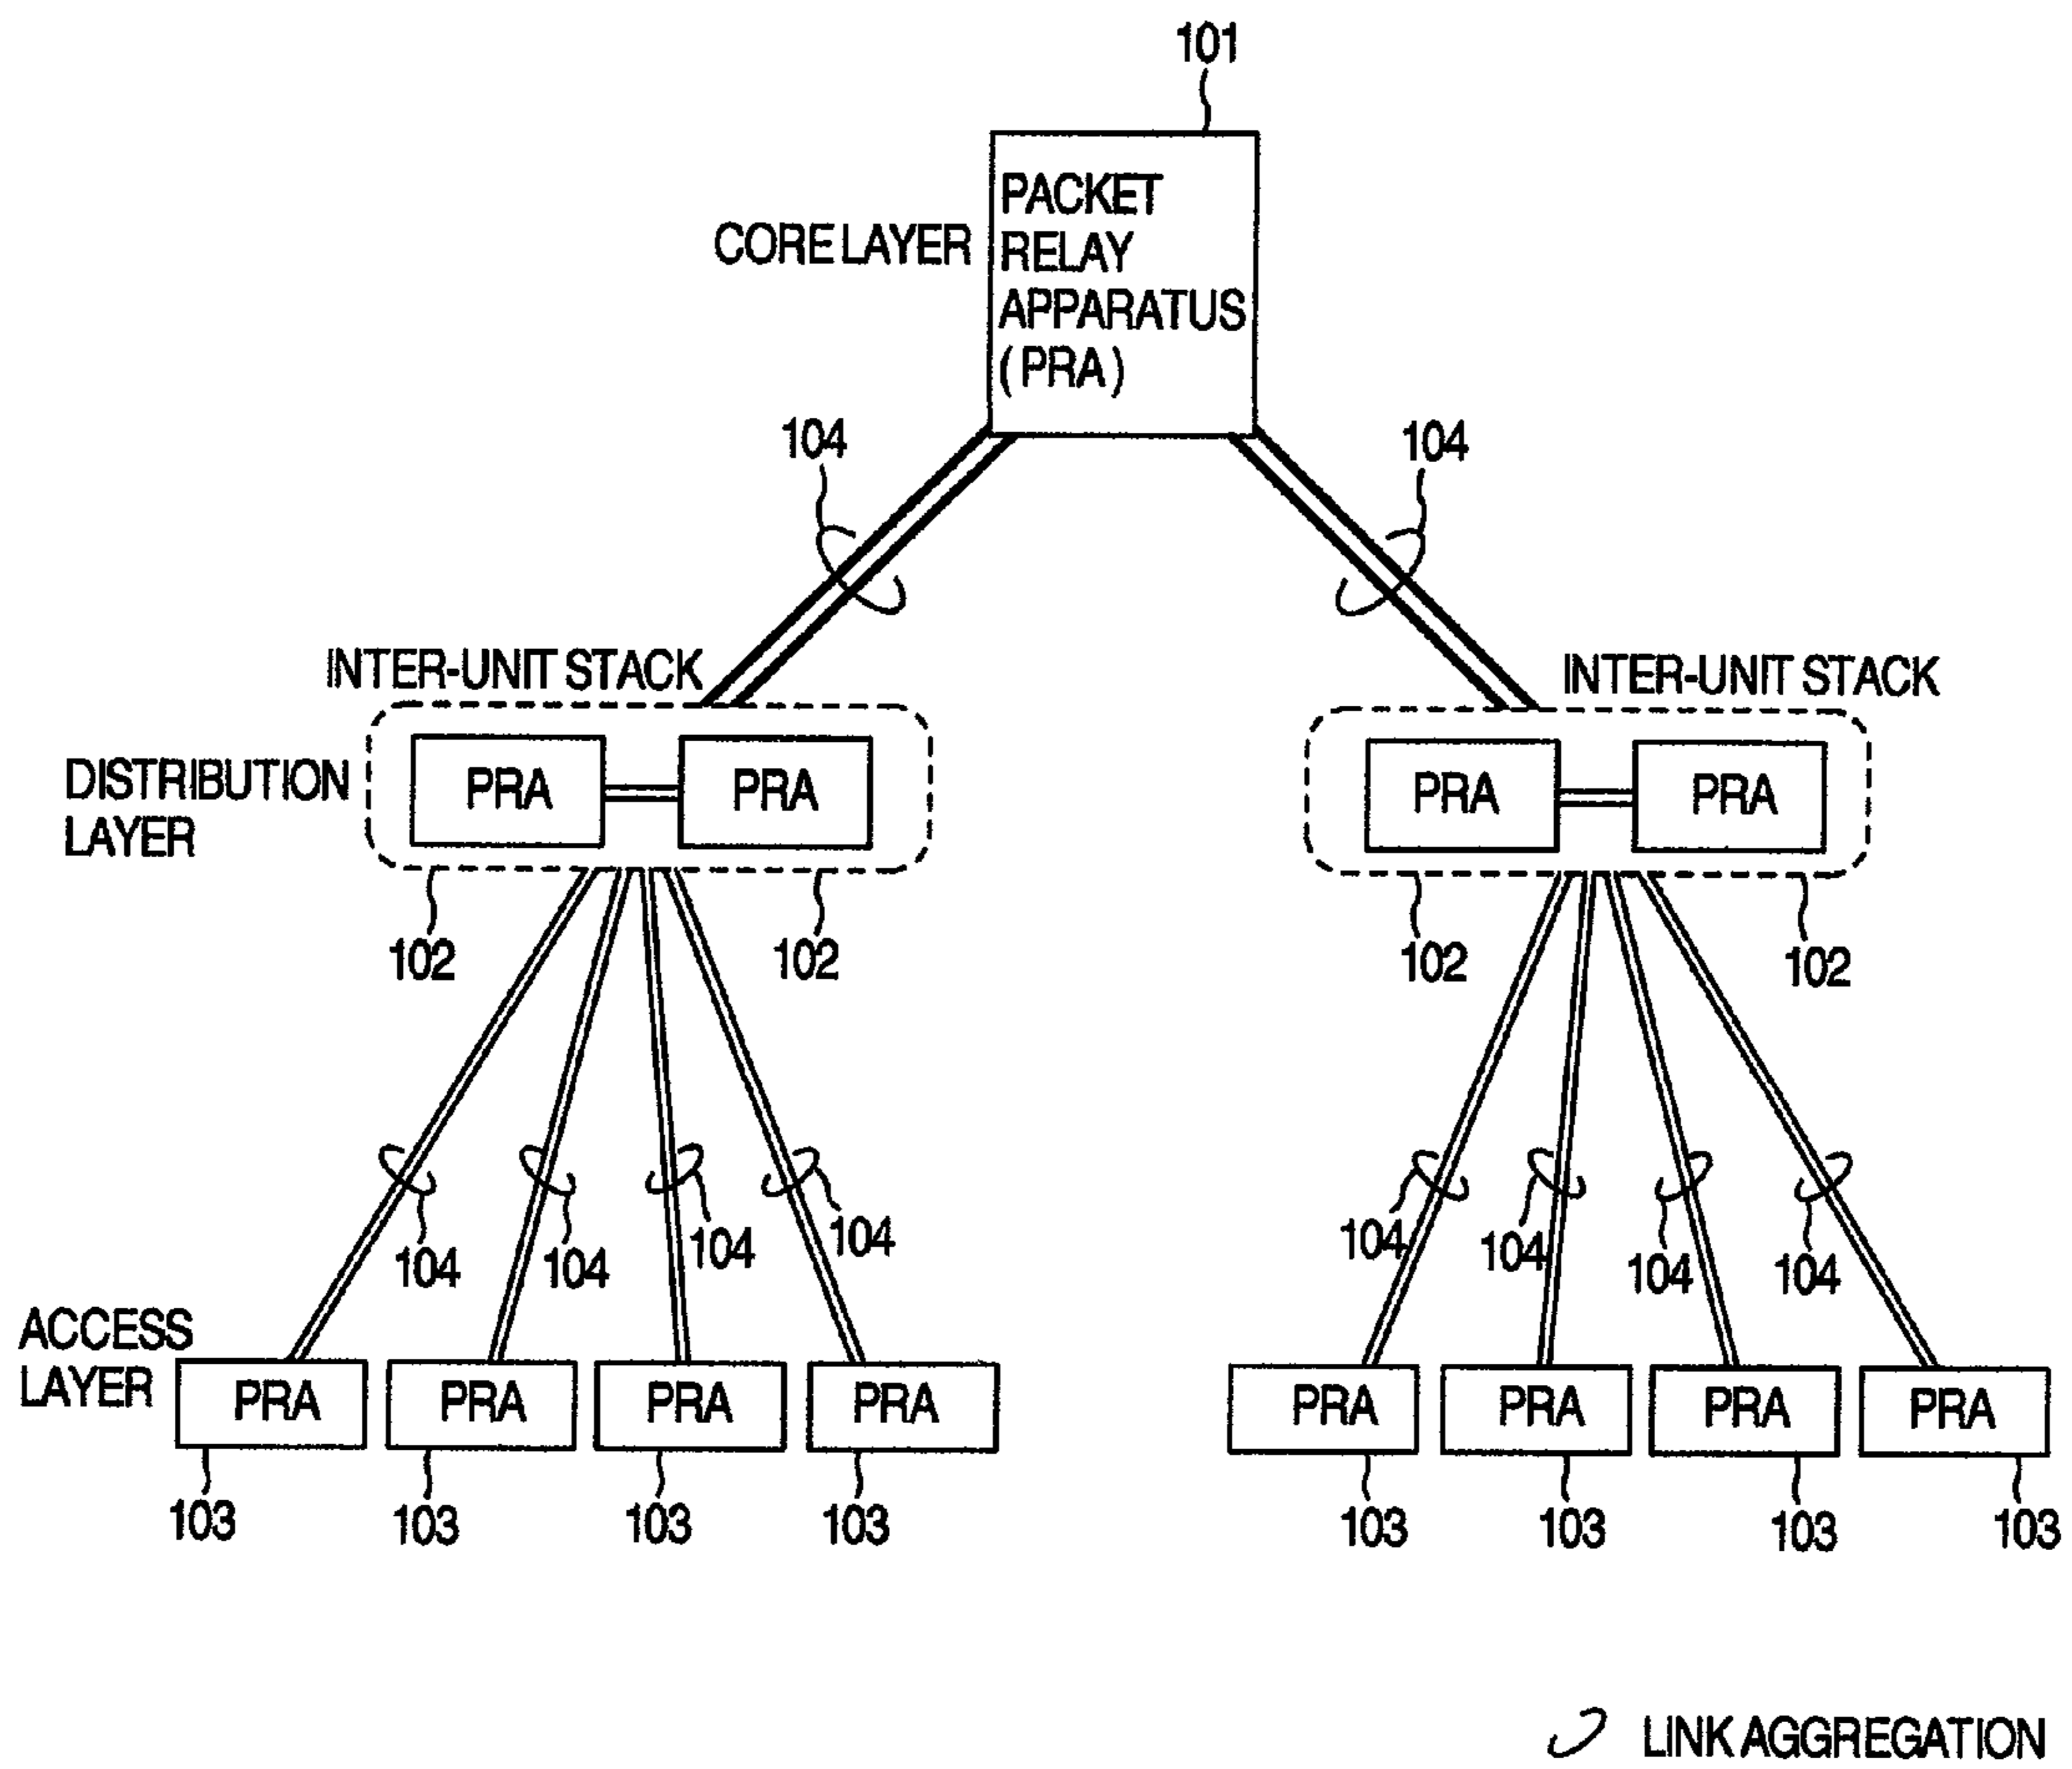 101
CORE LAYER
PACKET
RELAY
APPARATUS
(PRA)
104
104
INTER-UNIT STACK
INTER-UNIT STACK
DISTRIBUTION
LAYER
PRA
PRA
PRA
PRA
102
102
102
102
104
104
104
104
104
104
104
104
ACCESS
LAYER
PRA
PRA
PRA
PRA
PRA
PRA
PRA
PRA
103
103
103
103
103
103
103
103
LINK AGGREGATION